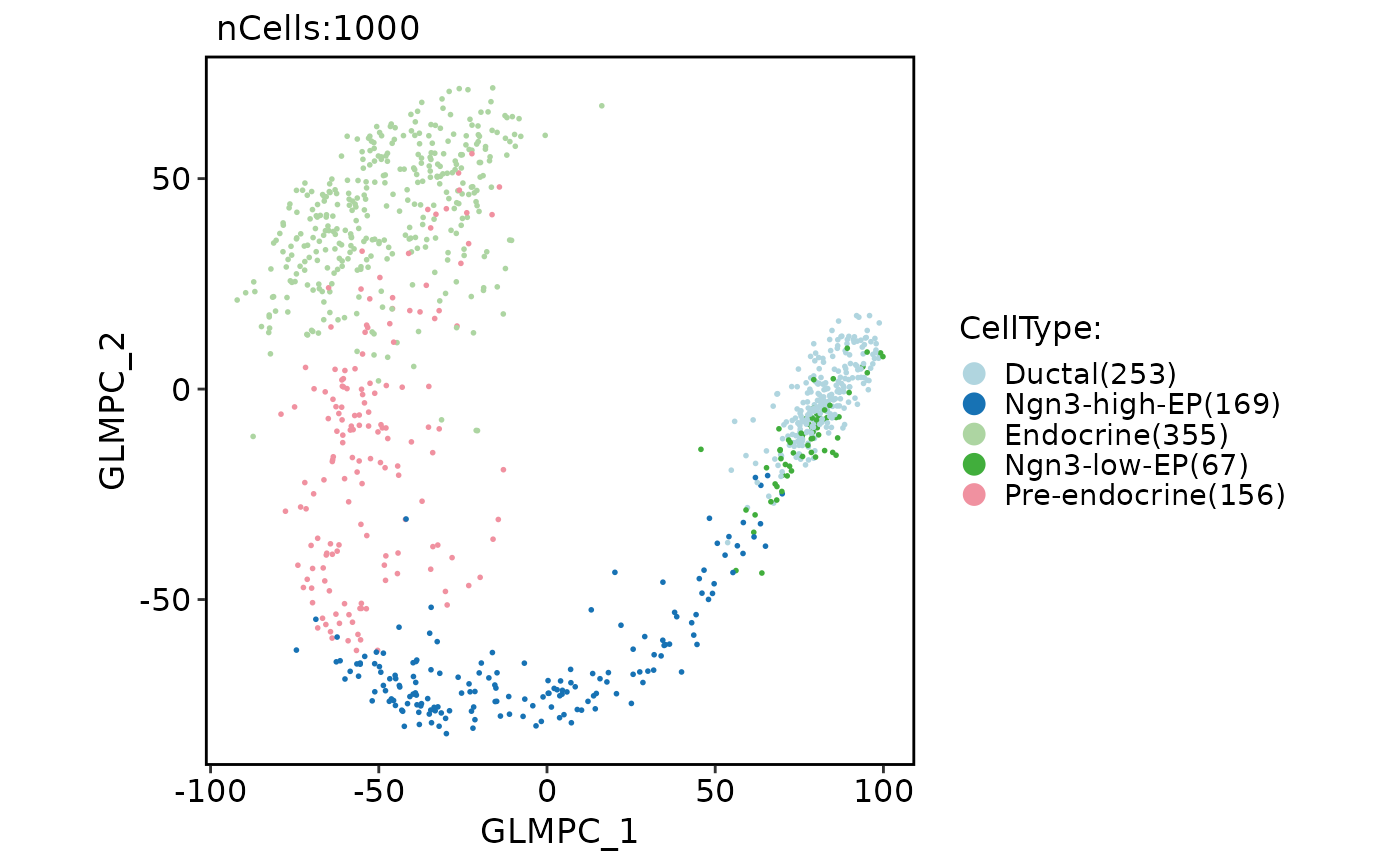 nCells:1000
GLMPC_2
50
0
-50
-100
-50
0
50
100
GLMPC_1
CellType:
Ductal(253)
Ngn3-high-EP(169)
Endocrine(355)
Ngn3-low-EP(67)
Pre-endocrine(156)